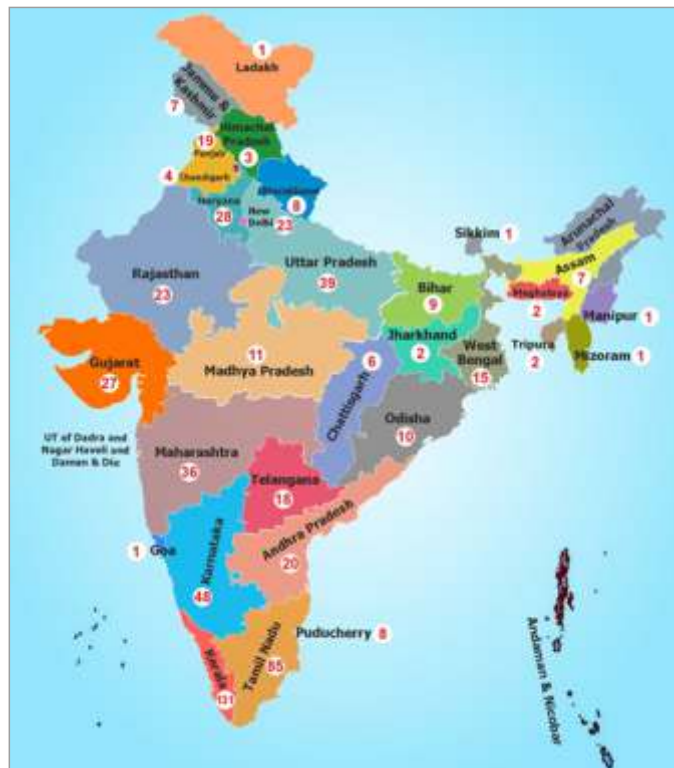 1
Ladakh
Jammu &
Kashmir
7
Himachal
Pradesh
3
19
Punjab
4
Chandigarh
8
Haryana
28
New
Delhi
23
Uttar Pradesh
39
Rajasthan
23
Sikkim 1
Arunachal
Pradesh
Assam
7
Meghalaya
2
Manipur 1
Tripura
2
Mizoram 1
Bihar
9
Jharkhand
2
West
Bengal
15
Gujarat
27
11
Madhya Pradesh
6
Chattisgarh
Odisha
10
UT of Dadra and
Nagar Haveli and
Daman & Diu
Maharashtra
36
Telangana
18
Andhra Pradesh
20
1 Goa
Karnataka
48
Puducherry 8
Tamil Nadu
85
Kerala
131
Andaman & Nicobar